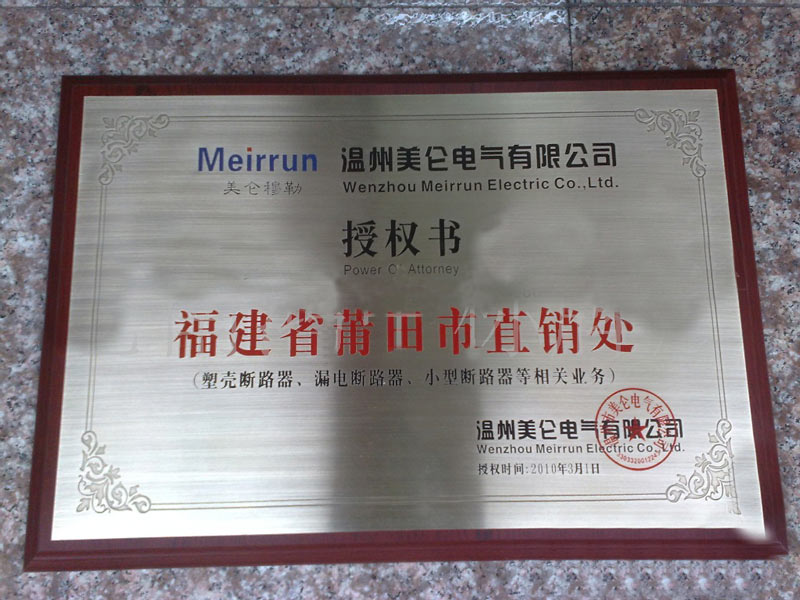 Meirrun 温州美仑电气有限公司
美仑穆勒 Wenzhou Meirrun Electric Co.,Ltd.
授权书
Power Of Attorney
福建省莆田市直销处
(塑壳断路器、漏电断路器、小型断路器等相关业务)
温州美仑电气有限公司
Wenzhou Meirrun Electric Co.,Ltd.
授权时间:2010年3月1日